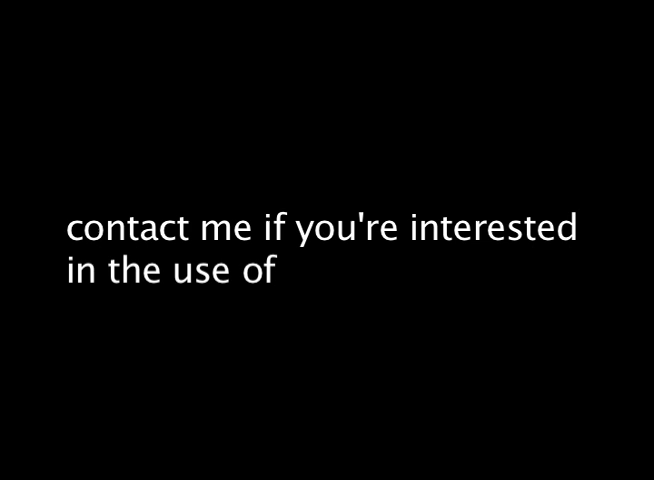 contact me if you're interested
in the use of